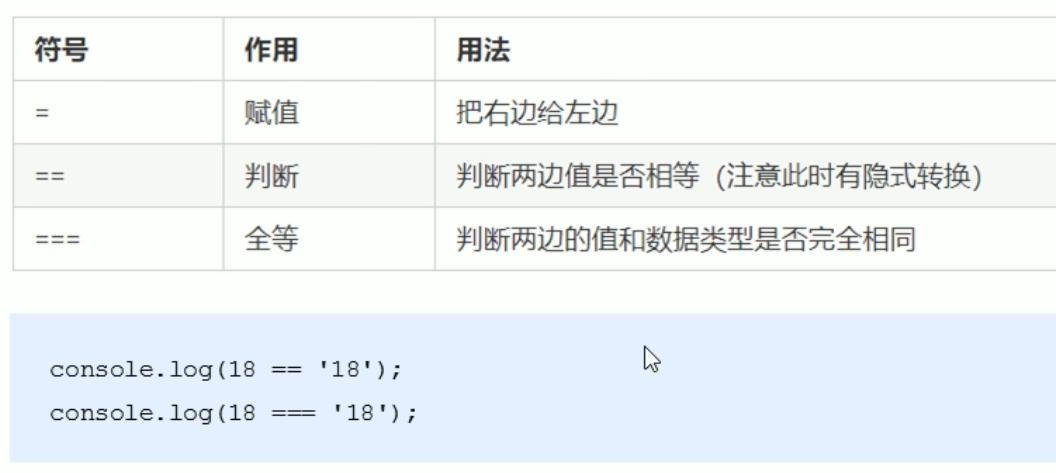 符号 作用 用法
= 赋值 把右边给左边
== 判断 判断两边值是否相等（注意此时有隐式转换）
=== 全等 判断两边的值和数据类型是否完全相同
console.log(18 == '18');
console.log(18 === '18');